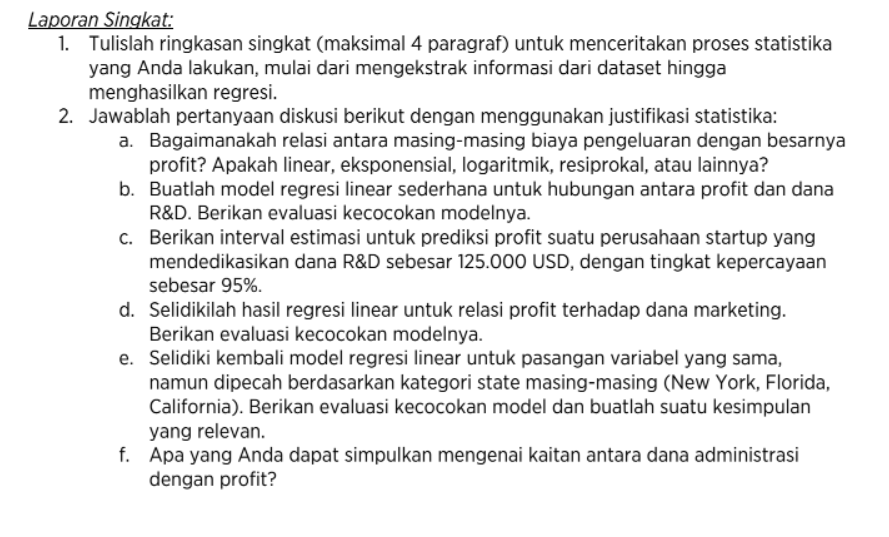 Laporan Singkat:
1. Tulislah ringkasan singkat (maksimal 4 paragraf) untuk menceritakan proses statistika
yang Anda lakukan, mulai dari mengekstrak informasi dari dataset hingga
menghasilkan regresi.
2. Jawablah pertanyaan diskusi berikut dengan menggunakan justifikasi statistika:
a. Bagaimanakah relasi antara masing-masing biaya pengeluaran dengan besarnya
profit? Apakah linear, eksponensial, logaritmik, resiprokal, atau lainnya?
b. Buatlah model regresi linear sederhana untuk hubungan antara profit dan dana
R&D. Berikan evaluasi kecocokan modelnya.
c. Berikan interval estimasi untuk prediksi profit suatu perusahaan startup yang
mendedikasikan dana R&D sebesar 125.000 USD, dengan tingkat kepercayaan
sebesar 95%.
d. Selidikilah hasil regresi linear untuk relasi profit terhadap dana marketing.
Berikan evaluasi kecocokan modelnya.
e. Selidiki kembali model regresi linear untuk pasangan variabel yang sama,
namun dipecah berdasarkan kategori state masing-masing (New York, Florida,
California). Berikan evaluasi kecocokan model dan buatlah suatu kesimpulan
yang relevan.
f. Apa yang Anda dapat simpulkan mengenai kaitan antara dana administrasi
dengan profit?